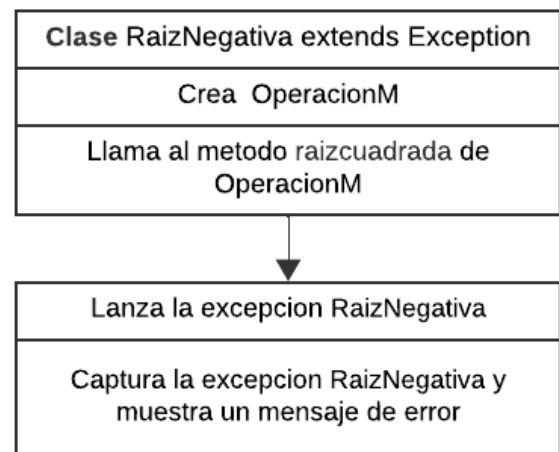 Clase RaizNegativa extends Exception
Crea OperacionM
Llama al metodo raizcuadrada de
OperacionM
Lanza la excepcion RaizNegativa
Captura la excepcion RaizNegativa y
muestra un mensaje de error